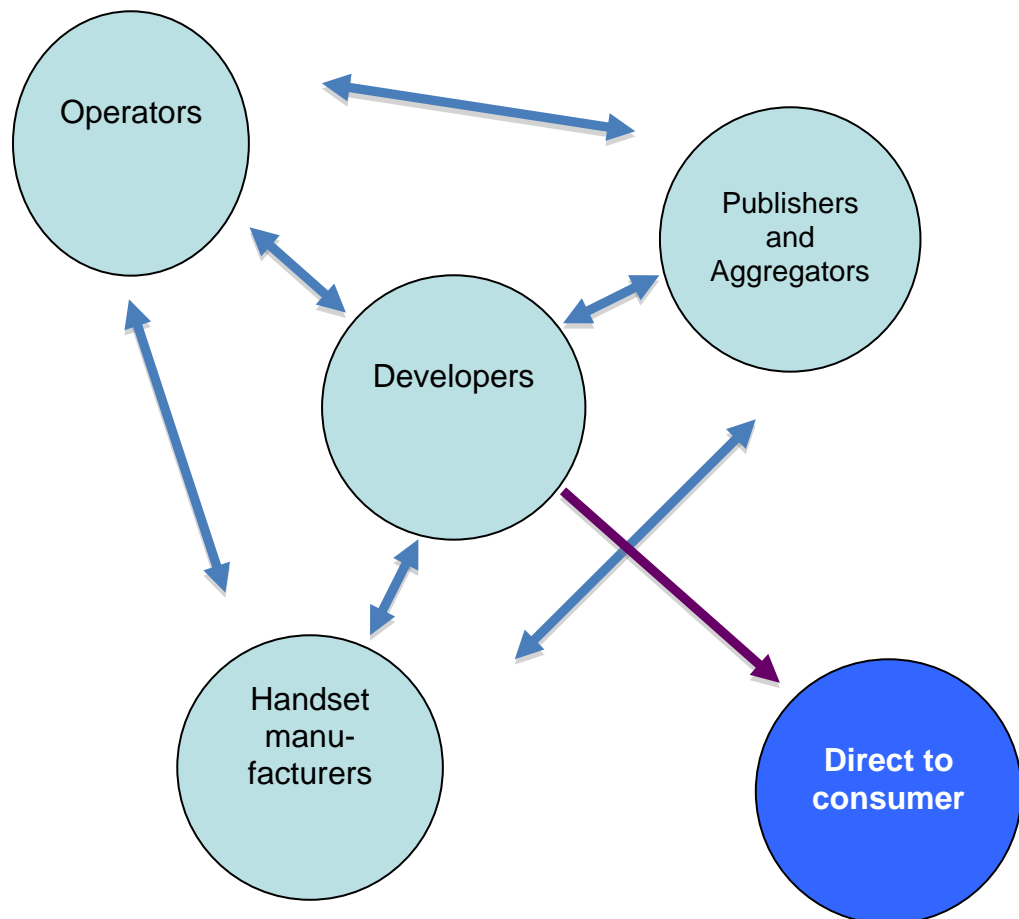 Operators
Publishers
and
Aggregators
Developers
Handset
manu-
facturers
Direct to
consumer